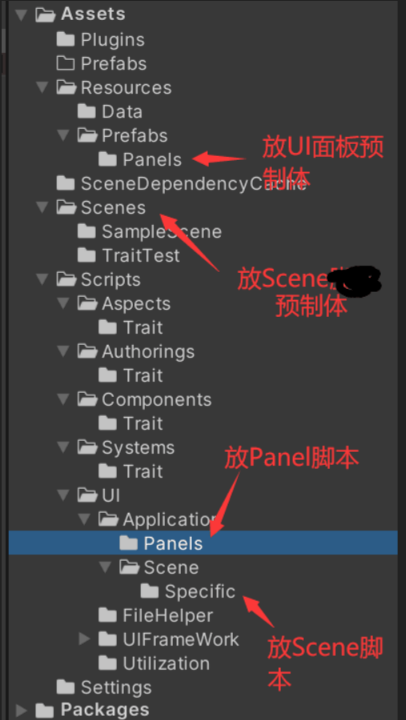 Assets
Plugins
Prefabs
Resources
Data
Prefabs
Panels
放UI面板预
制体
SceneDependencyCache
Scenes
SampleScene
TraitTest
放Scene
预制体
Scripts
Aspects
Trait
Authorings
Trait
Components
Trait
Systems
Trait
放Panel脚本
UI
Application
Panels
Scene
Specific
放Scene脚
本
FileHelper
UIFrameWork
Utilization
Settings
Packages